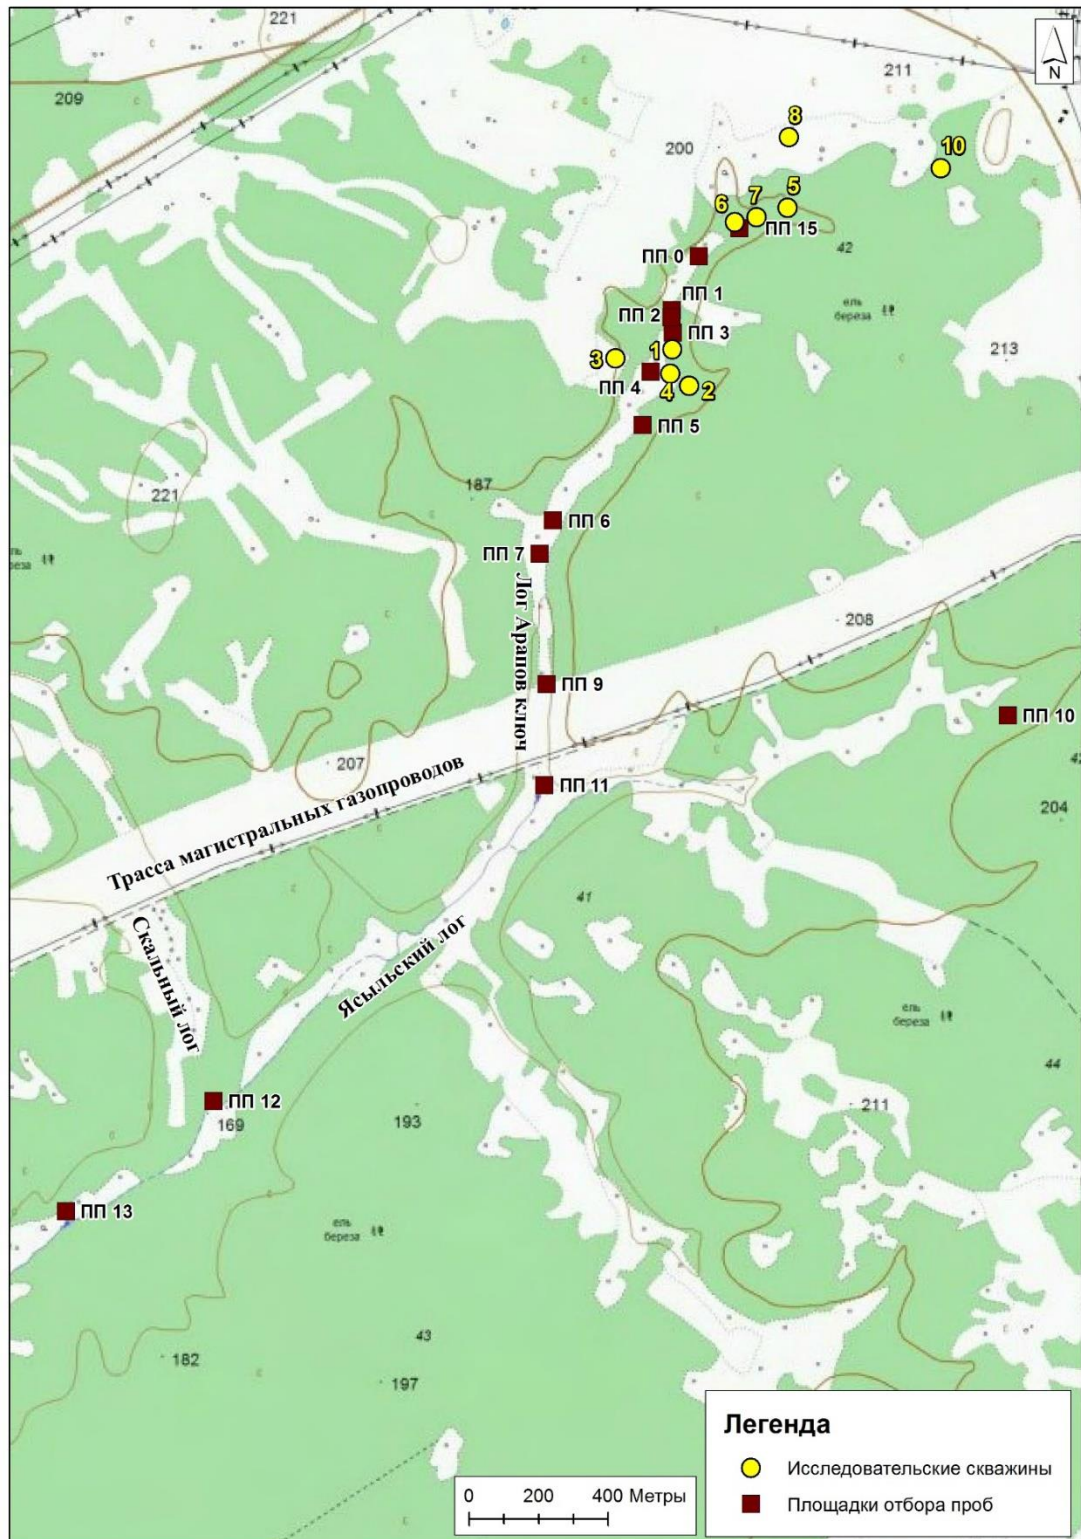 221
211
209
8
200
10
5
7
6
ПП 15
42
ПП 0
ПП 1
ель
береза
ПП 2
ПП 3
1
213
3
ПП 4
4
2
ПП 5
187
221
ПП 6
береза
ПП 7
Лог Арапов ключ
208
ПП 9
ПП 10
207
Трасса магистральных газопроводов
ПП 11
204
41
Скальный лог
Ясыльский лог
ель
береза
44
ПП 12
169
193
211
ПП 13
ель
береза
43
182
197
Легенда
Исследовательские скважины
Площадки отбора проб
0 200 400 Метры
N